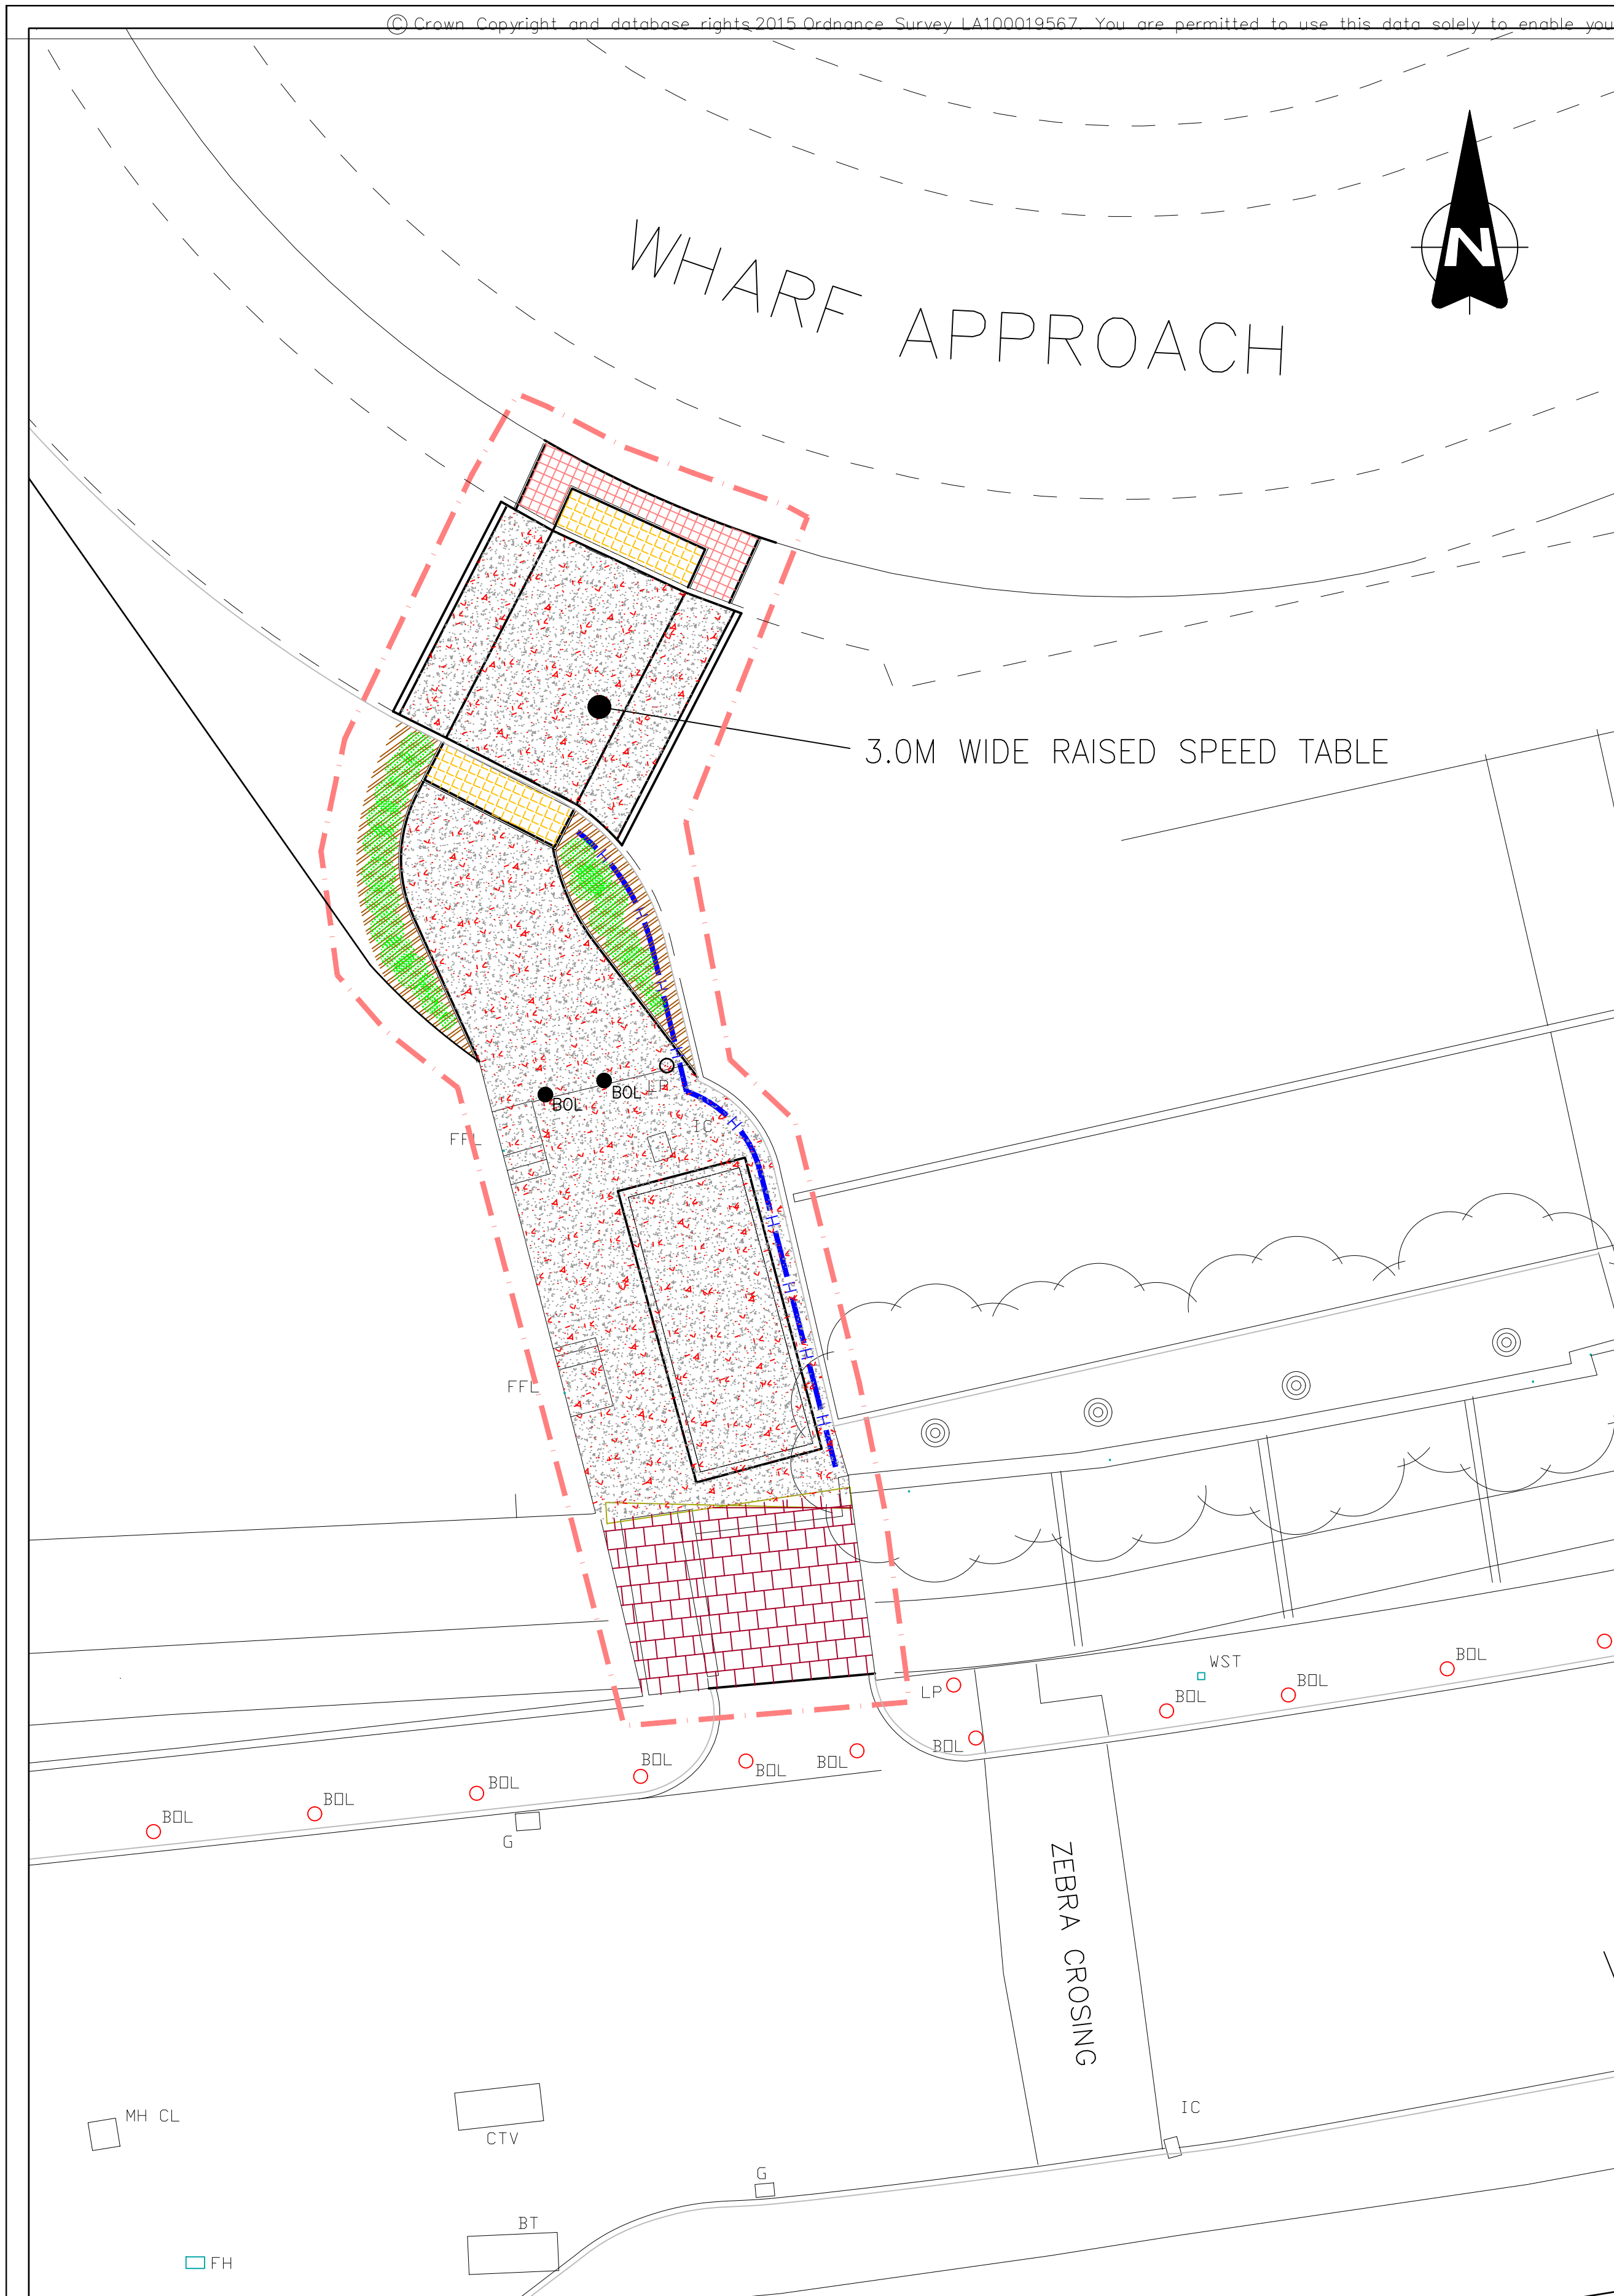 © Crown Copyright and database rights 2015 Ordnance Survey LA100019567. You are permitted to use this data solely to enable you
N
WHARF APPROACH
3.0M WIDE RAISED SPEED TABLE
H
H
H
H
LP
BOL
BOL
IC
H
FFL
H
H
H
FFL
H
WST
BOL
LP
BOL
BOL
BOL
BOL
BOL
BOL
BOL
BOL
BOL
G
ZEBRA CROSING
IC
MH CL
CTV
G
BT
FH